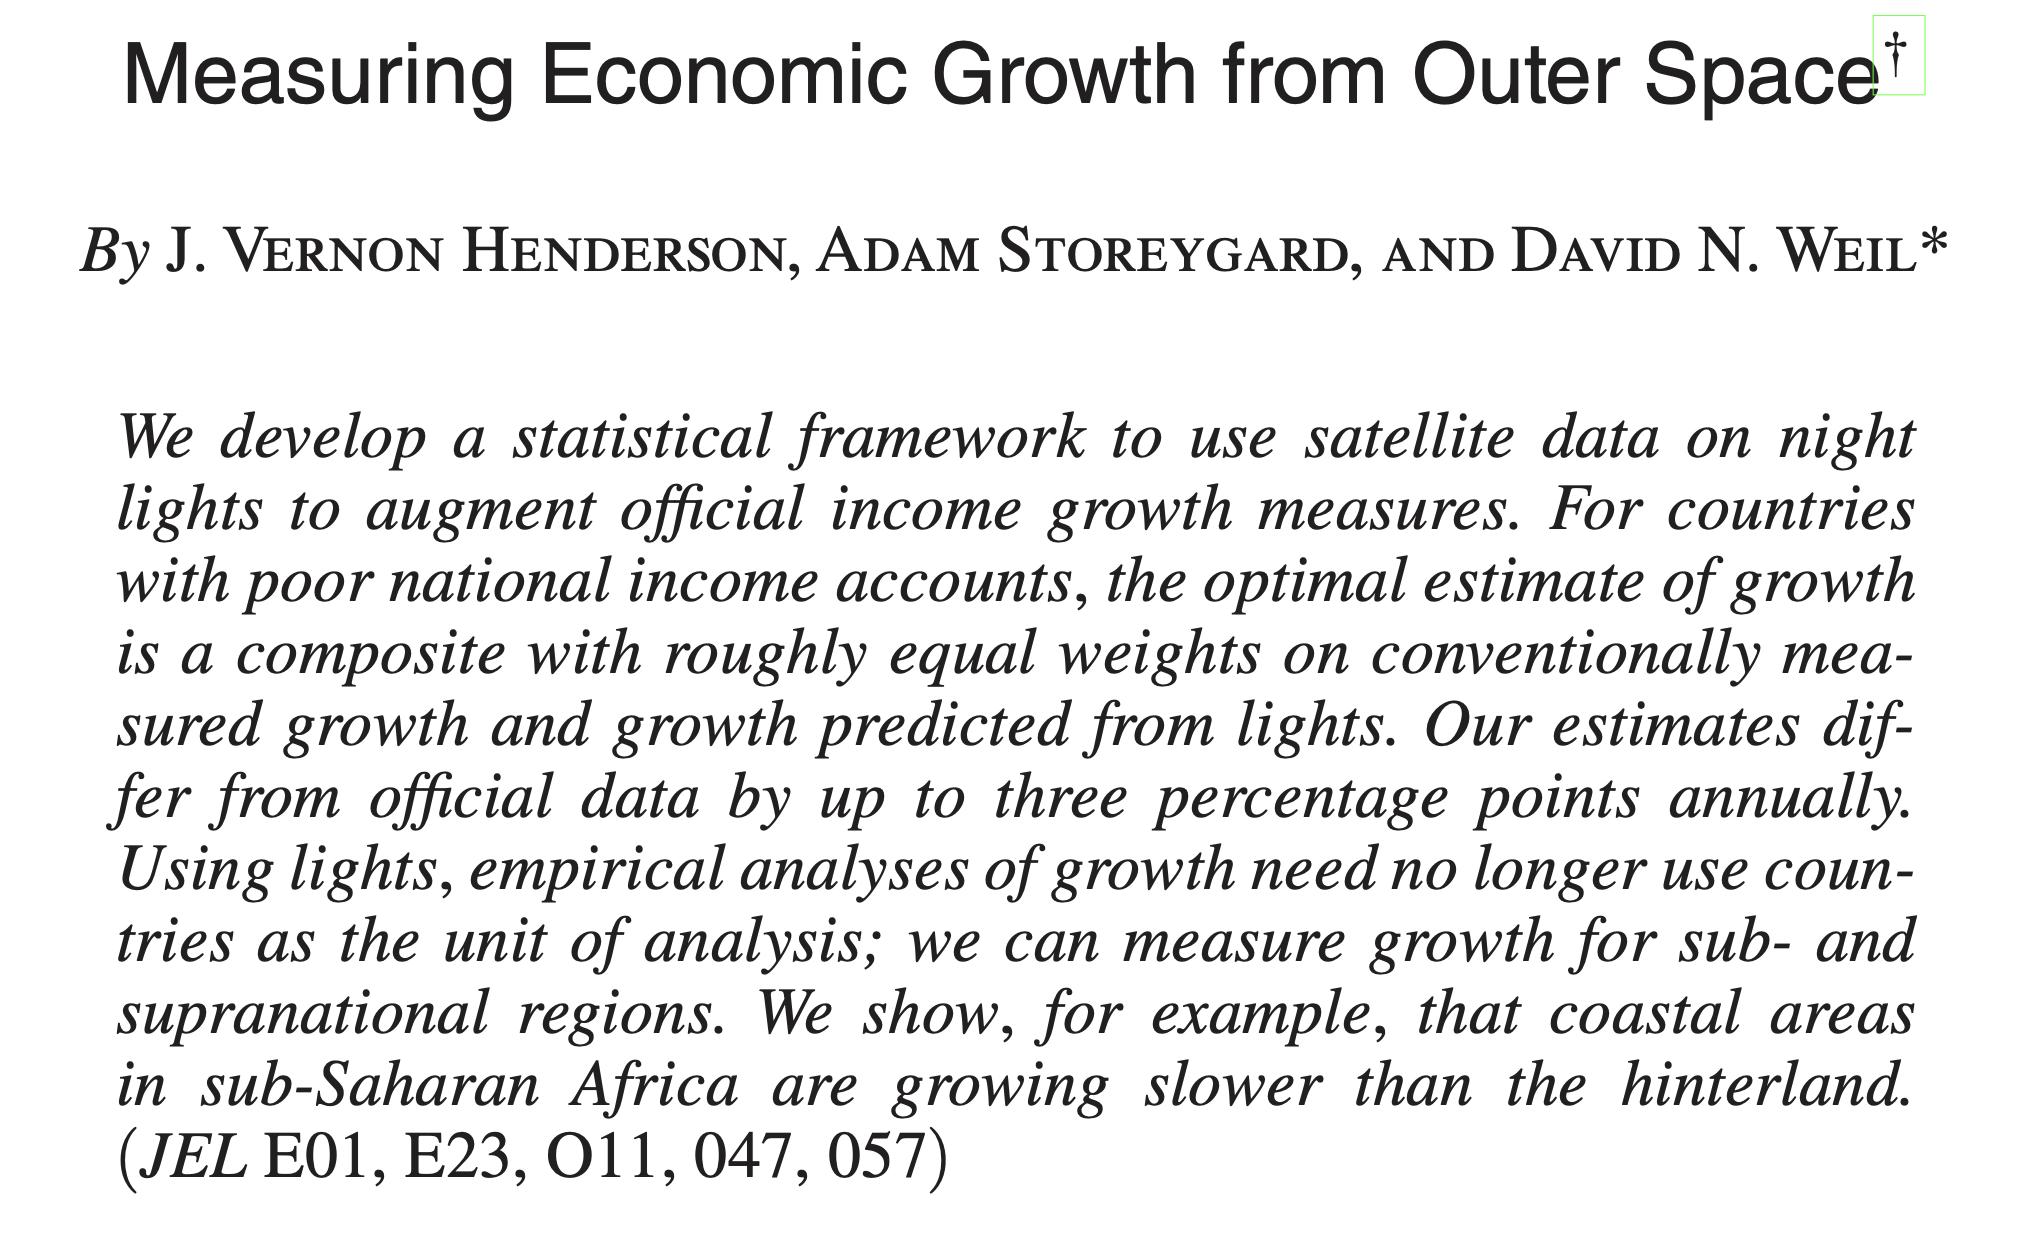 Measuring Economic Growth from Outer Space†
By J. Vernon Henderson, Adam Storeygard, and David N. Weil*
We develop a statistical framework to use satellite data on night
lights to augment official income growth measures. For countries
with poor national income accounts, the optimal estimate of growth
is a composite with roughly equal weights on conventionally mea-
sured growth and growth predicted from lights. Our estimates dif-
fer from official data by up to three percentage points annually.
Using lights, empirical analyses of growth need no longer use coun-
tries as the unit of analysis; we can measure growth for sub- and
supranational regions. We show, for example, that coastal areas
in sub-Saharan Africa are growing slower than the hinterland.
(JEL E01, E23, O11, 047, 057)